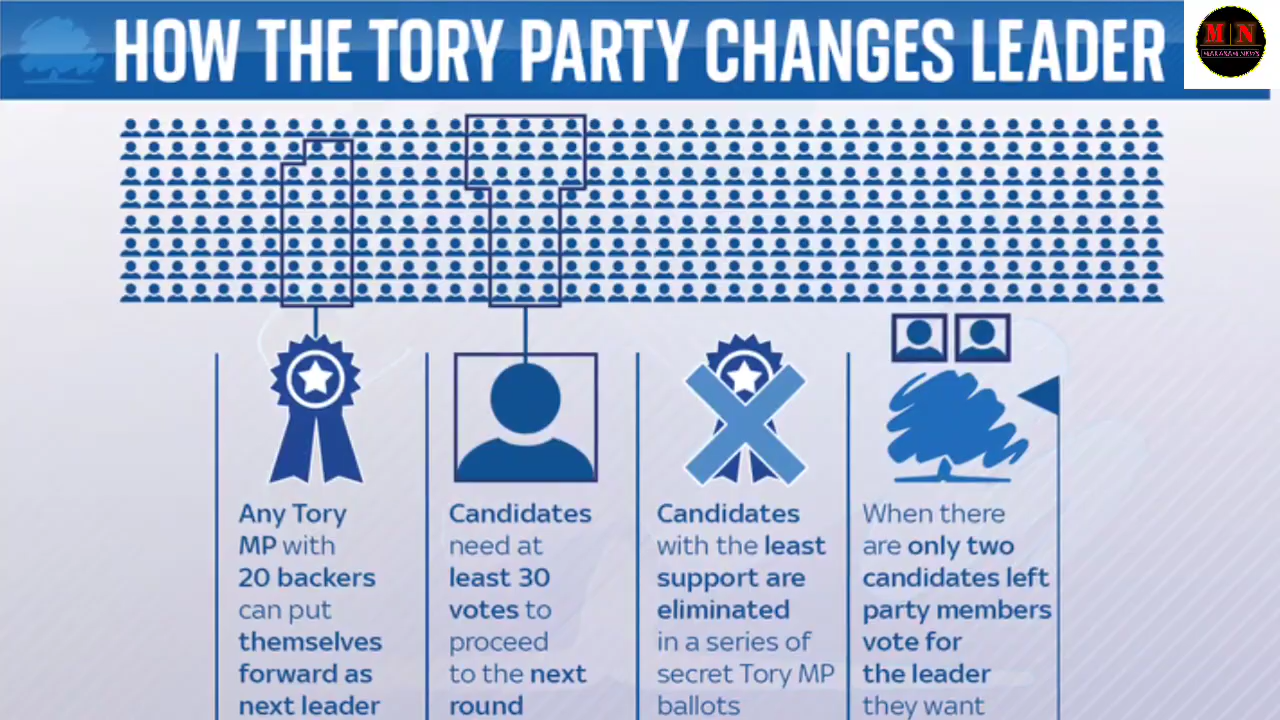 HOW THE TORY PARTY CHANGES LEADER
M N
Any Tory
MP with
20 backers
can put
themselves
forward as
next leader
Candidates
need at
least 30
votes to
proceed
to the next
round
Candidates
with the least
support are
eliminated
in a series of
secret Tory MP
ballots
When there
are only two
candidates left
party members
vote for
the leader
they want